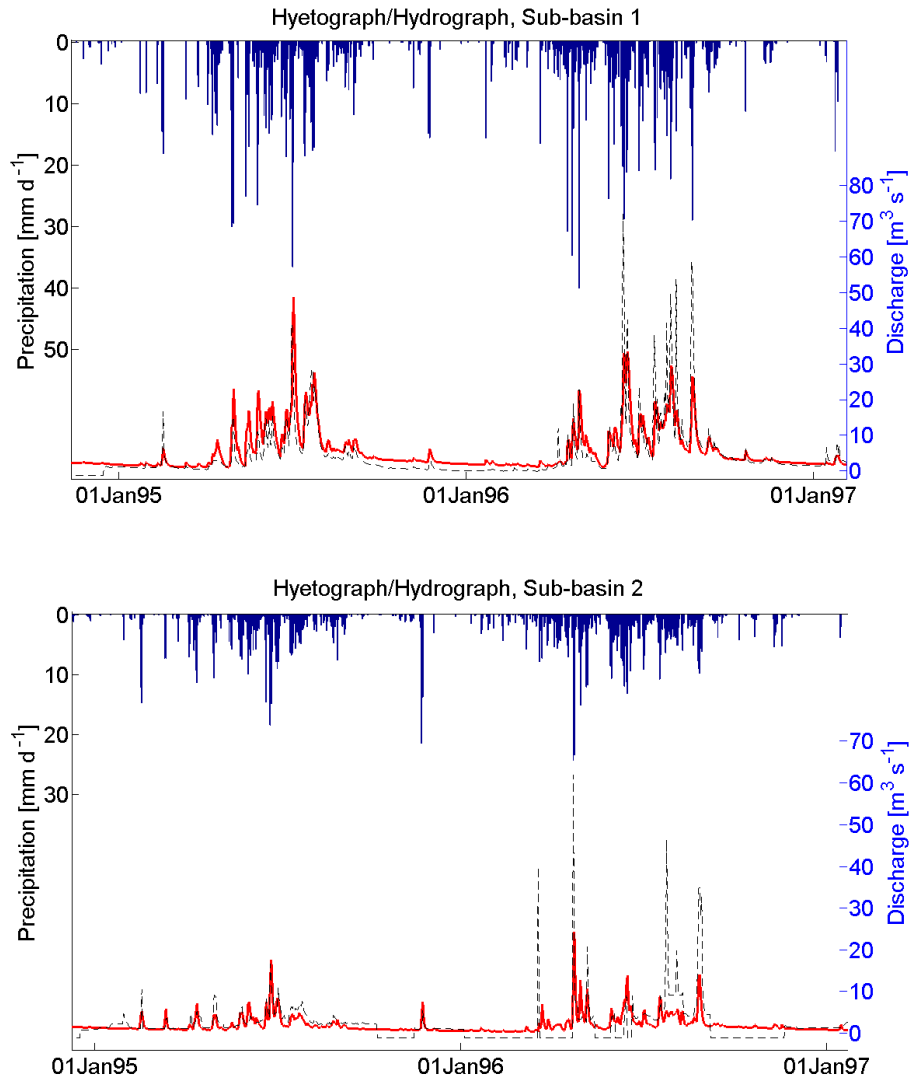 Hyetograph/Hydrograph, Sub-basin 1
0
10
20
30
40
50
Precipitation [mm d⁻¹]
80
70
60
50
40
30
20
10
0
Discharge [m³ s⁻¹]
01Jan95
01Jan96
01Jan97
Hyetograph/Hydrograph, Sub-basin 2
0
10
20
30
Precipitation [mm d⁻¹]
70
60
50
40
30
20
10
0
Discharge [m³ s⁻¹]
01Jan95
01Jan96
01Jan97